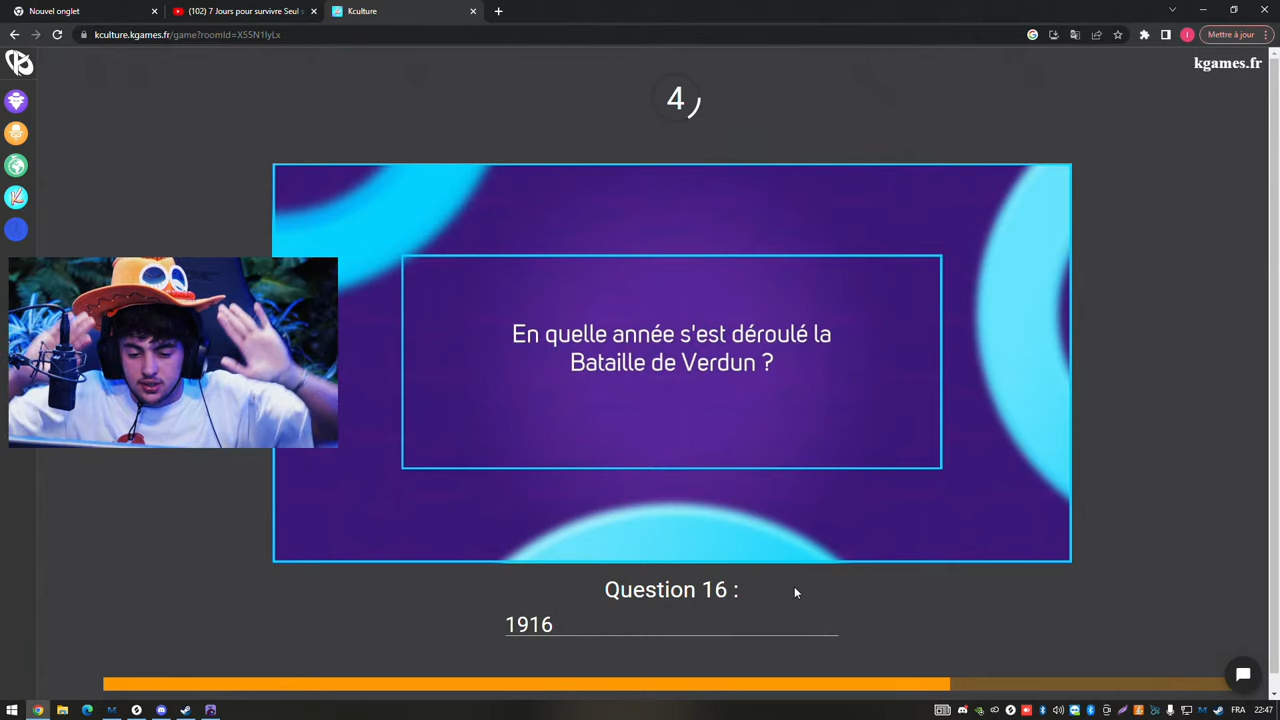 Nouvel onglet
(102) 7 Jours pour survivre Seul s
Kculture
kculture.kgames.fr/game?roomId=X55N1lyLx
Mettre à jour
kgames.fr
4
En quelle année s'est déroulé la
Bataille de Verdun ?
Question 16 :
1916
FRA
22:47